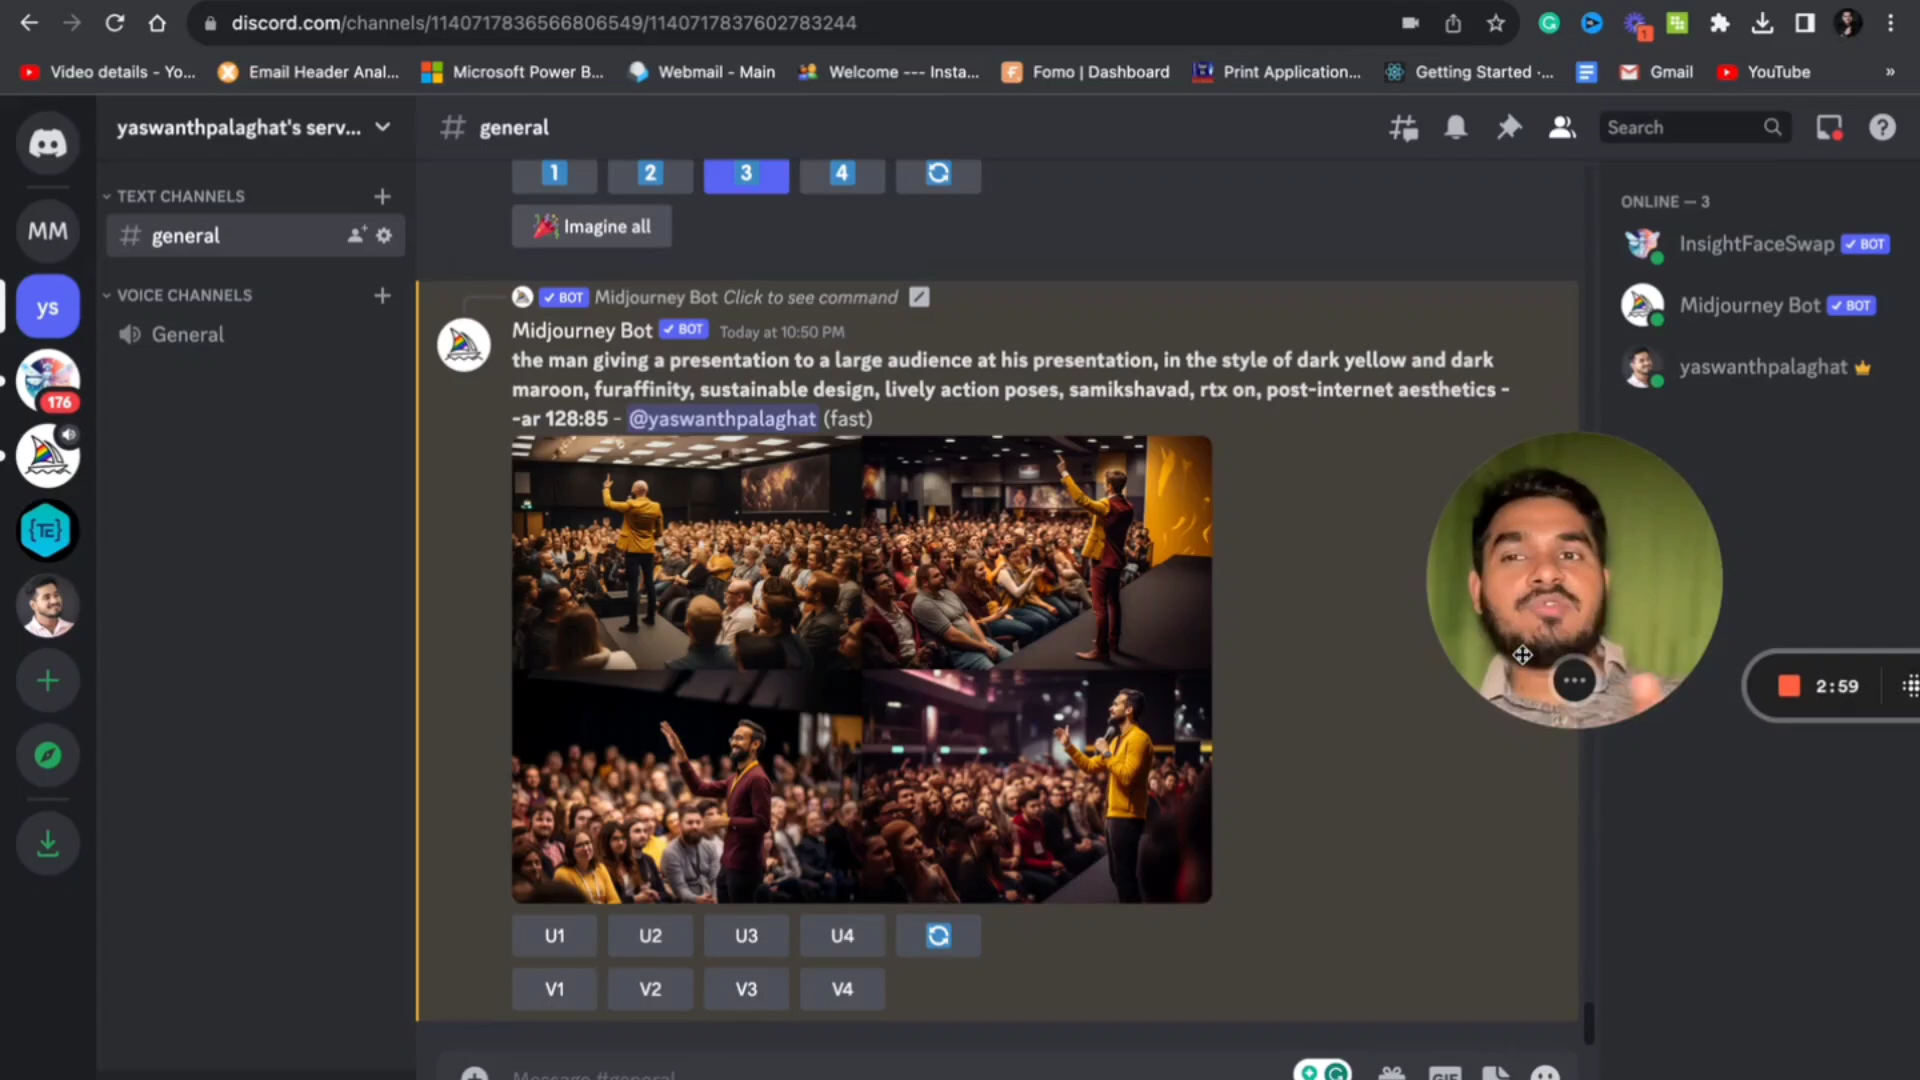 discord.com/channels/1140717836566806549/1140717837602783244
1
Video details - Yo...
Email Header Anal...
Microsoft Power B...
Webmail - Main
Welcome --- Insta...
Fomo | Dashboard
Print Application...
Getting Started -...
Gmail
YouTube
»
yaswanthpalaghat's serv...
general
Search
TEXT CHANNELS
general
VOICE CHANNELS
General
MM
ys
176
{TE}
1
2
3
4
Imagine all
BOT Midjourney Bot Click to see command
Midjourney Bot BOT Today at 10:50 PM
the man giving a presentation to a large audience at his presentation, in the style of dark yellow and dark
maroon, furaffinity, sustainable design, lively action poses, samikshavad, rtx on, post-internet aesthetics -
-ar 128:85 - @yaswanthpalaghat (fast)
U1
U2
U3
U4
V1
V2
V3
V4
Message #general
GIF
ONLINE — 3
InsightFaceSwap BOT
Midjourney Bot BOT
yaswanthpalaghat
2:59